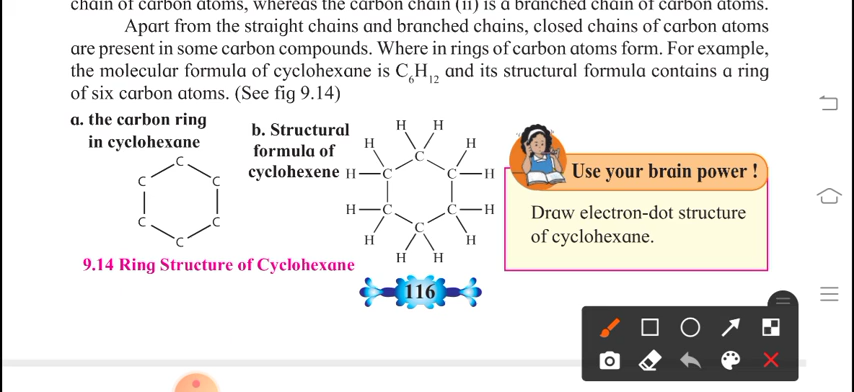 chain of carbon atoms, whereas the carbon chain (ii) is a branched chain of carbon atoms.
Apart from the straight chains and branched chains, closed chains of carbon atoms
are present in some carbon compounds. Where in rings of carbon atoms form. For example,
the molecular formula of cyclohexane is C₆H₁₂ and its structural formula contains a ring
of six carbon atoms. (See fig 9.14)
a. the carbon ring
in cyclohexane
C
C C
C C
C
b. Structural
formula of
cyclohexene
H H
H C H
H C C H
H C C H
H C H
H H
Use your brain power !
Draw electron-dot structure
of cyclohexane.
9.14 Ring Structure of Cyclohexane
116